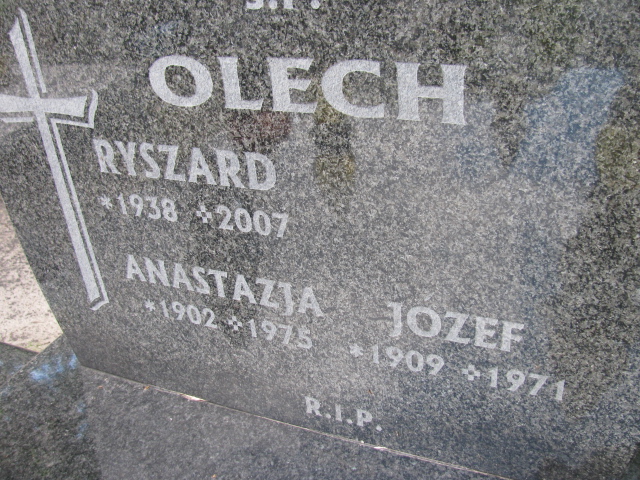 Ś.P.
OLECH
RYSZARD
*1938 ✢2007
ANASTAZJA
*1902 ✢1975
JOZEF
*1909 ✢1971
R.I.P.